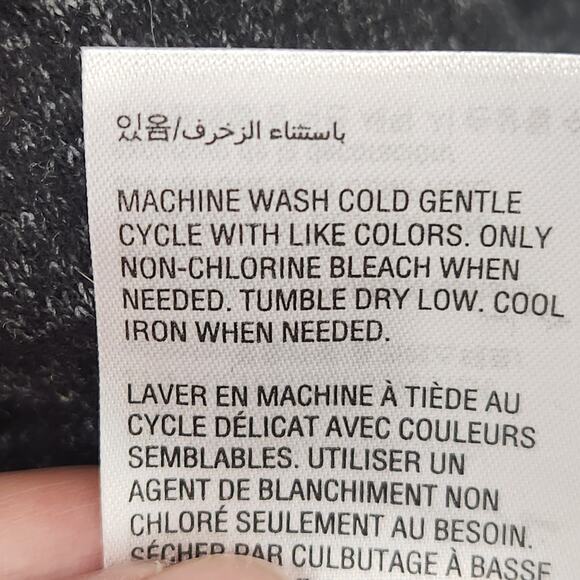 있음/باستثناء الزخرف
MACHINE WASH COLD GENTLE
CYCLE WITH LIKE COLORS. ONLY
NON-CHLORINE BLEACH WHEN
NEEDED. TUMBLE DRY LOW. COOL
IRON WHEN NEEDED.
LAVER EN MACHINE À TIÈDE AU
CYCLE DÉLICAT AVEC COULEURS
SEMBLABLES. UTILISER UN
AGENT DE BLANCHIMENT NON
CHLORÉ SEULEMENT AU BESOIN.
SÉCHER PAR CULBUTAGE À BASSE